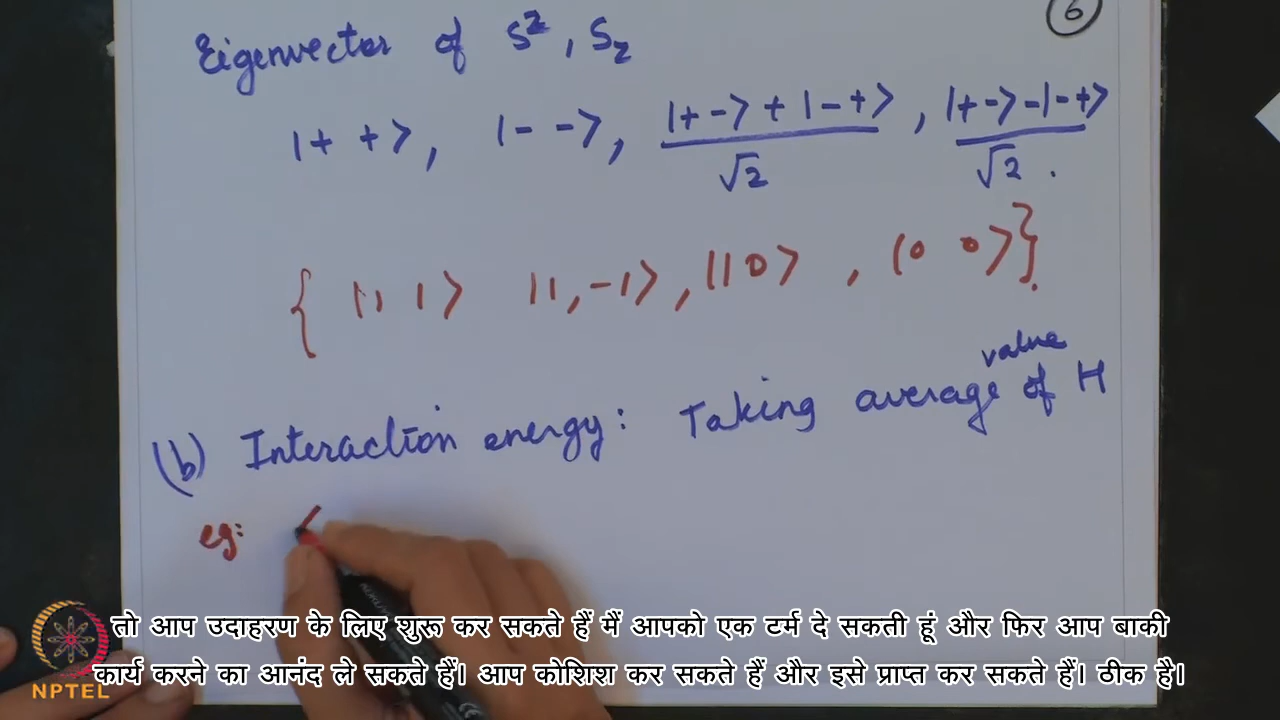 6
Eigenvector of S², S_z
|+ +>, |- ->, |+-> + |-+> / √2 , |+-> - |-+> / √2 .
{ |1, 1> |1, -1>, |1 0> , |0 0> }.
(b) Interaction energy: Taking average value of H
eg: <
तो आप उदाहरण के लिए शुरू कर सकते हैं मैं आपको एक टर्म दे सकती हूं और फिर आप बाकी
कार्य करने का आनंद ले सकते हैं। आप कोशिश कर सकते हैं और इसे प्राप्त कर सकते हैं। ठीक है।
NPTEL